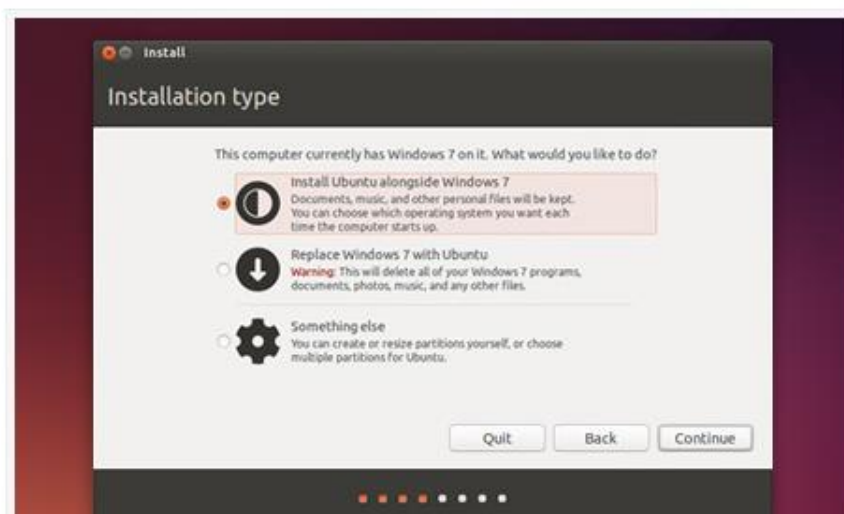 Install
Installation type
This computer currently has Windows 7 on it. What would you like to do?
Install Ubuntu alongside Windows 7
Documents, music, and other personal files will be kept.
You can choose which operating system you want each
time the computer starts up.
Replace Windows 7 with Ubuntu
Warning: This will delete all of your Windows 7 programs,
documents, photos, music, and any other files.
Something else
You can create or resize partitions yourself, or choose
multiple partitions for Ubuntu.
Quit
Back
Continue